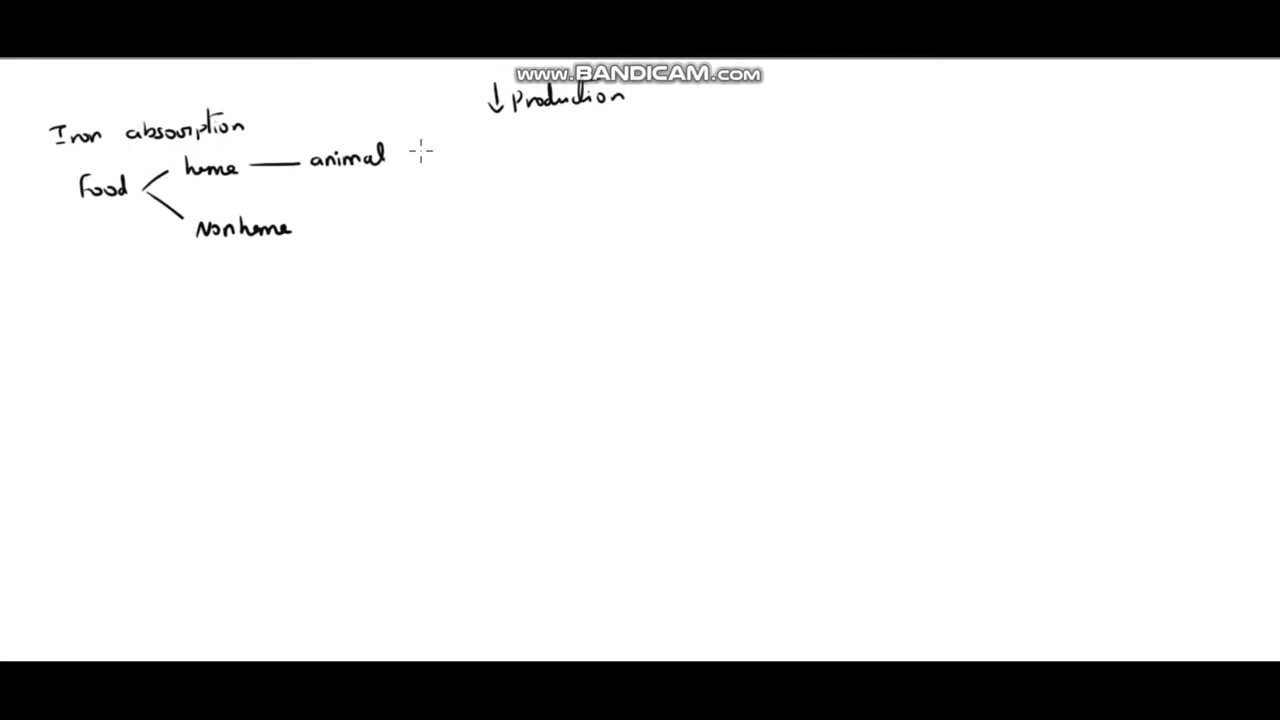 www.BANDICAM.com
↓ Production
Iron absorption
Food
heme — animal
Nonheme